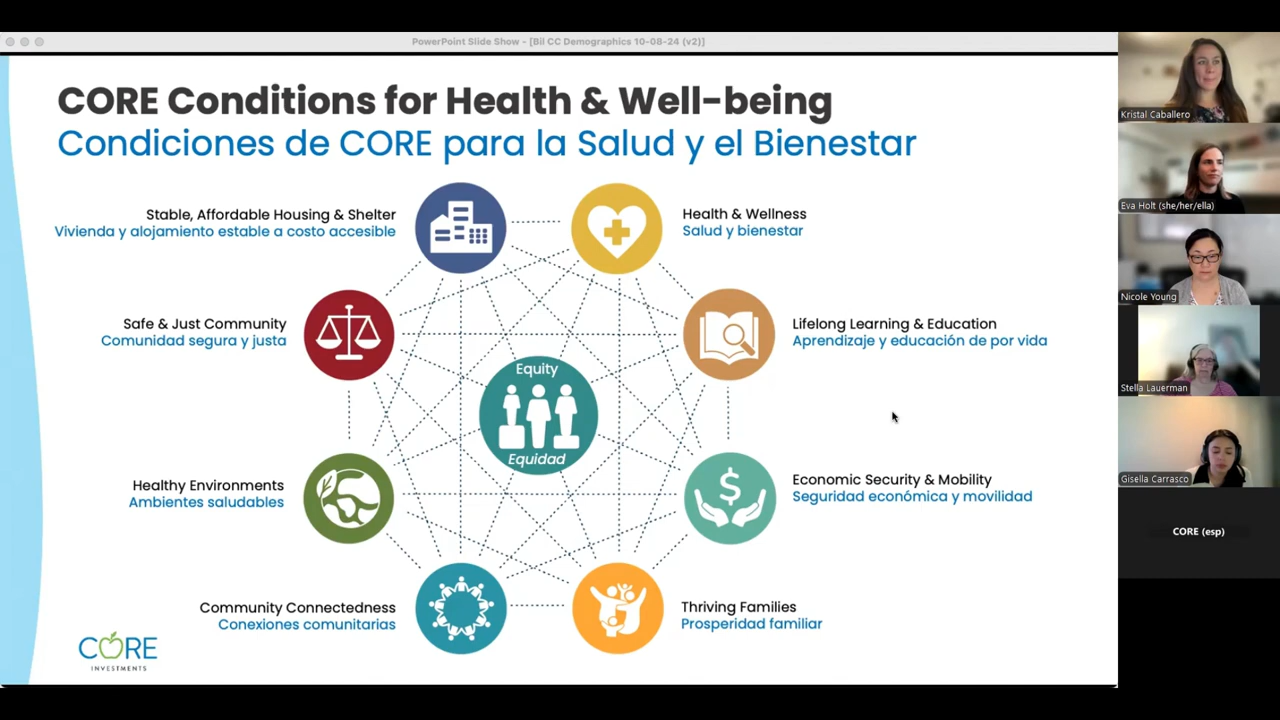 PowerPoint Slide Show - [Bil CC Demographics 10-08-24 (v2)]
CORE Conditions for Health & Well-being
Condiciones de CORE para la Salud y el Bienestar
Stable, Affordable Housing & Shelter
Vivienda y alojamiento estable a costo accesible
Health & Wellness
Salud y bienestar
Safe & Just Community
Comunidad segura y justa
Lifelong Learning & Education
Aprendizaje y educación de por vida
Equity
Equidad
Healthy Environments
Ambientes saludables
Economic Security & Mobility
Seguridad económica y movilidad
Community Connectedness
Conexiones comunitarias
Thriving Families
Prosperidad familiar
CORE
INVESTMENTS
Kristal Caballero
Eva Holt (she/her/ella)
Nicole Young
Stella Lauerman
Gisella Carrasco
CORE (esp)